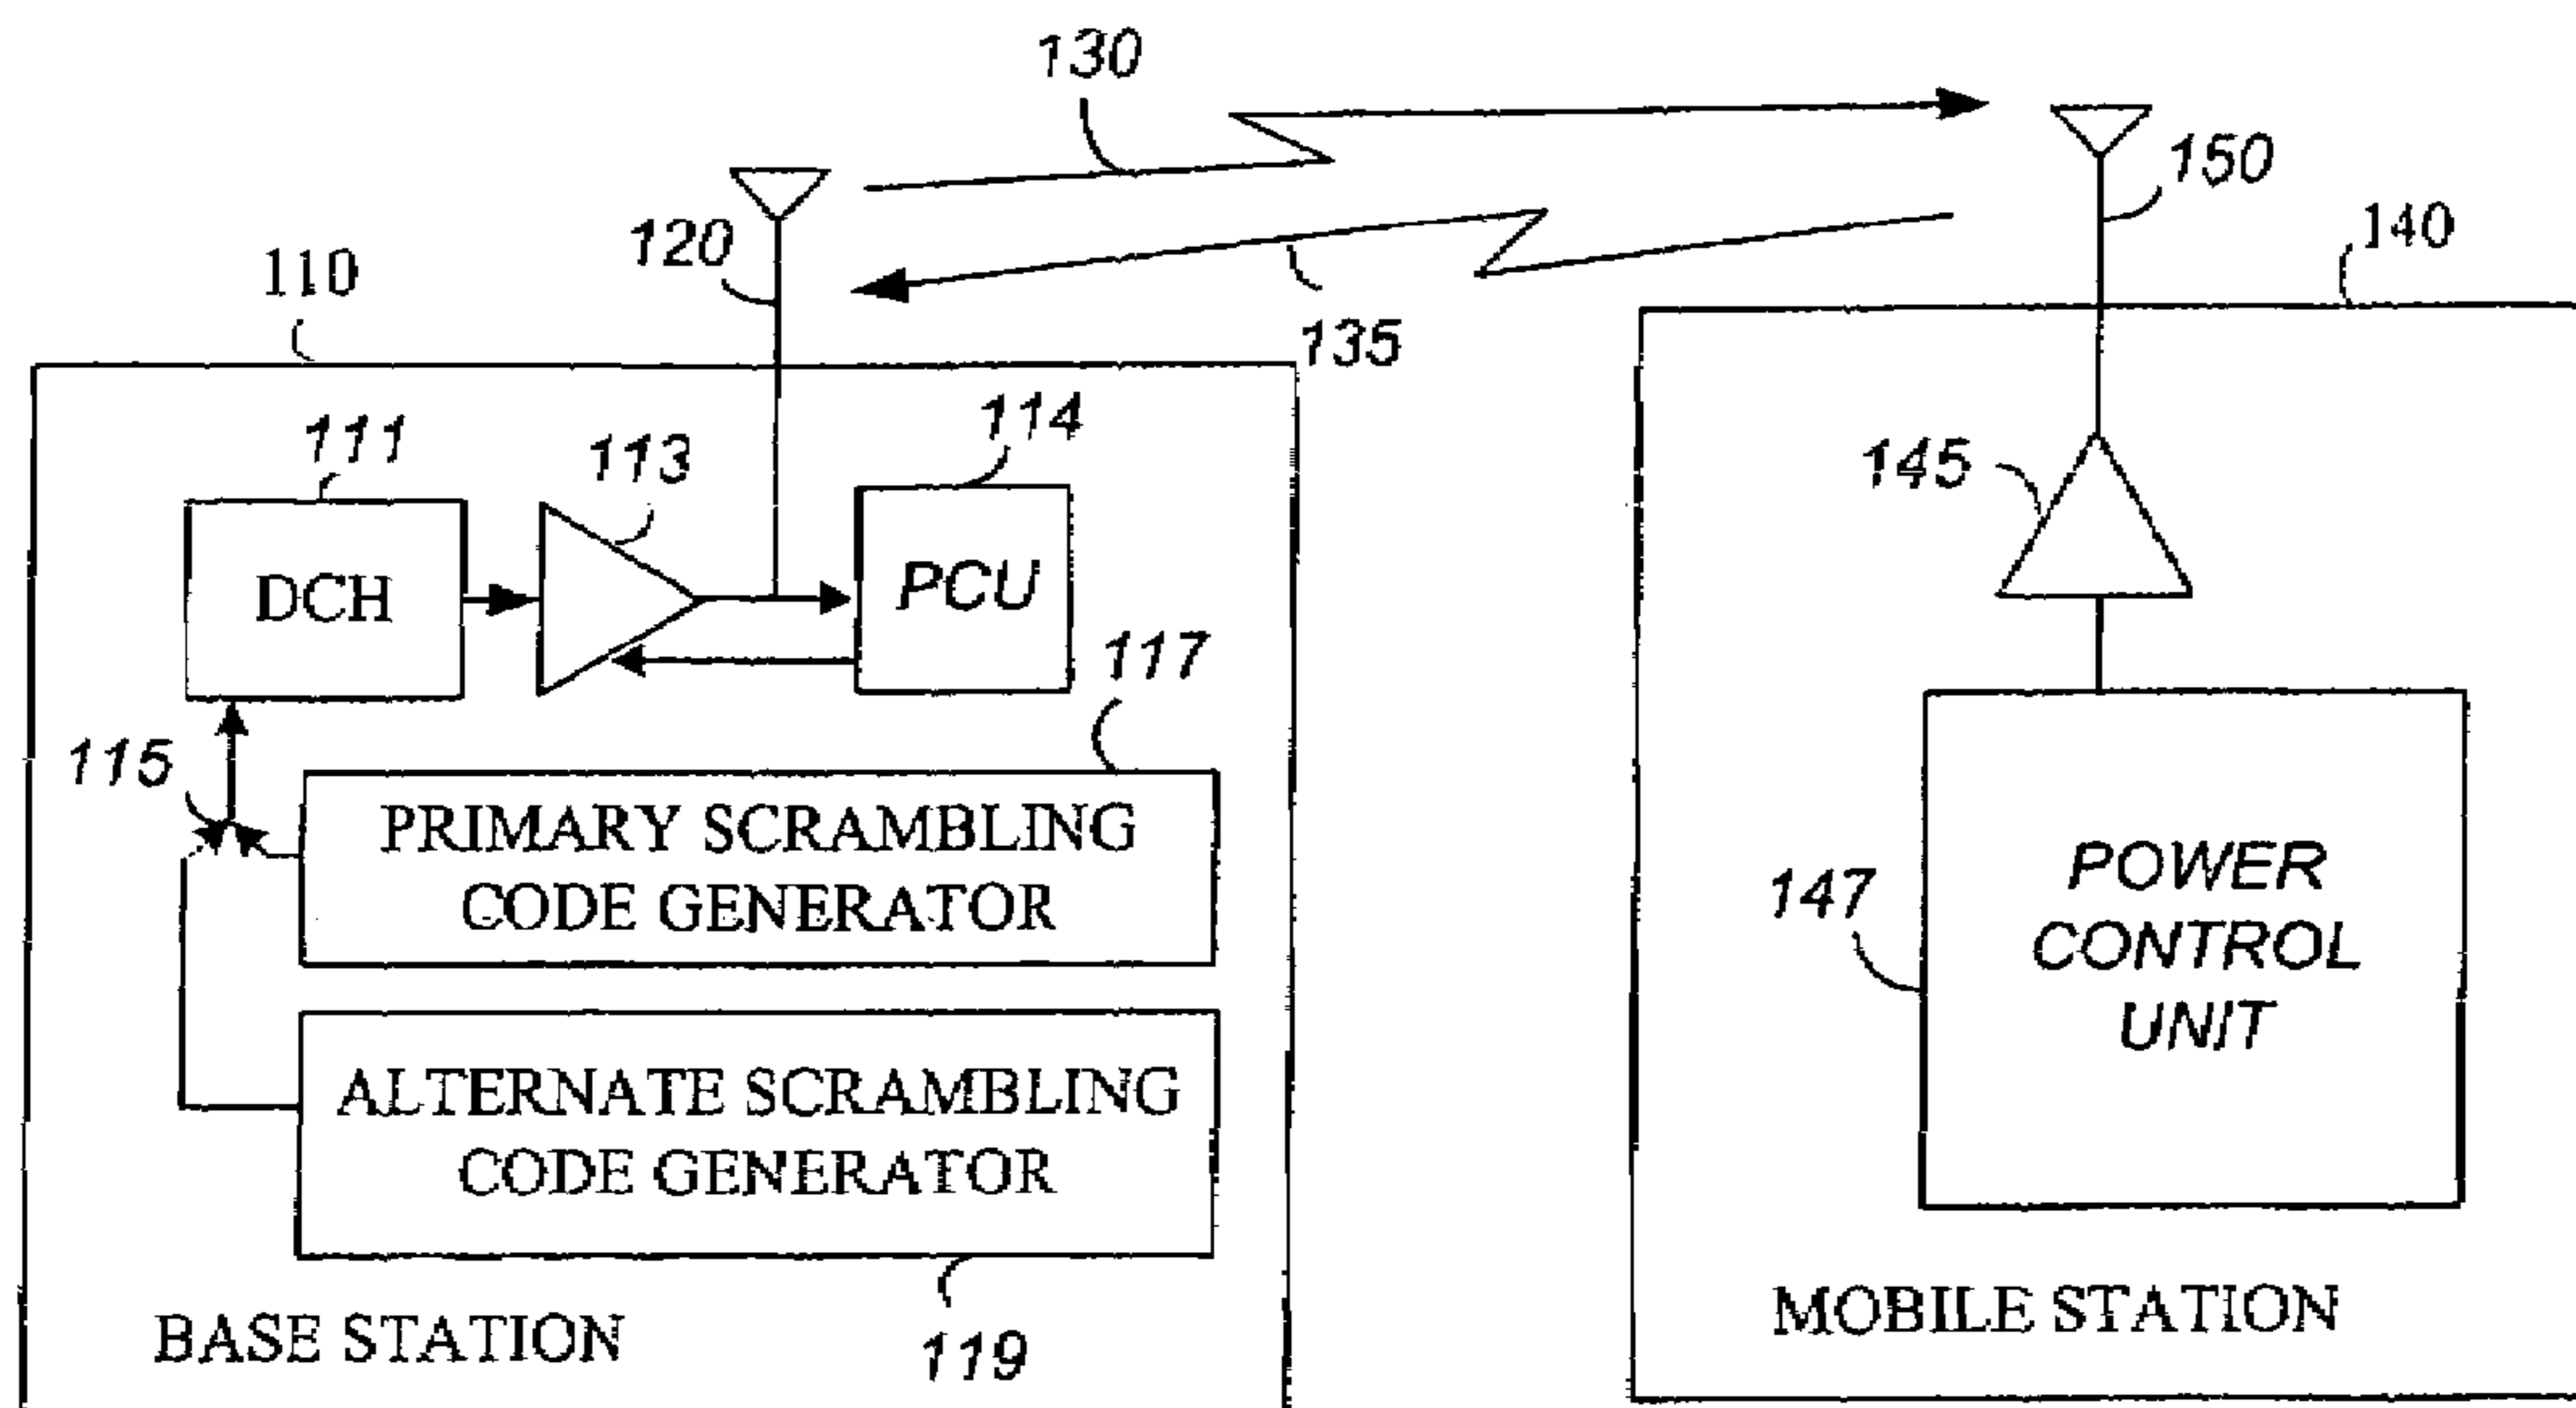 130
150
120
140
110
135
114
111
113
145
DCH
PCU
117
115
PRIMARY SCRAMBLING
CODE GENERATOR
POWER
CONTROL
UNIT
147
ALTERNATE SCRAMBLING
CODE GENERATOR
MOBILE STATION
BASE STATION
119